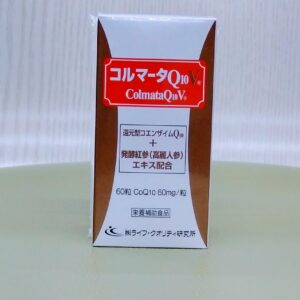 コルマータQ10V®
ColmataQ10V®
還元型コエンザイムQ10
+
発酵紅参(高麗人参)
エキス配合
60粒 CoQ10 60mg/粒
栄養補助食品
㈱ライフ・クオリティ研究所